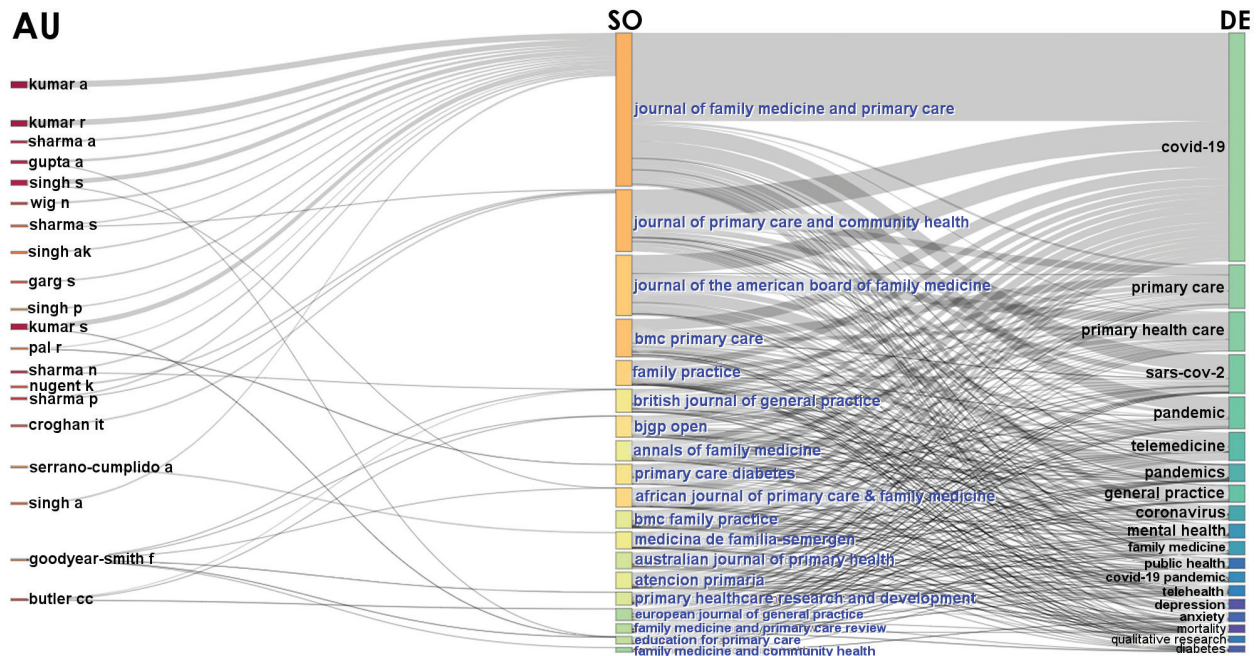 AU
SO
DE
kumar a
kumar r
sharma a
gupta a
singh s
wig n
sharma s
singh ak
garg s
singh p
kumar s
pal r
sharma n
nugent k
sharma p
croghan it
serrano-cumplido a
singh a
goodyear-smith f
butler cc
journal of family medicine and primary care
journal of primary care and community health
journal of the american board of family medicine
bmc primary care
family practice
british journal of general practice
bjgp open
annals of family medicine
primary care diabetes
african journal of primary care & family medicine
bmc family practice
medicina de familia-semergen
australian journal of primary health
atencion primaria
primary healthcare research and development
european journal of general practice
family medicine and primary care review
education for primary care
family medicine and community health
covid-19
primary care
primary health care
sars-cov-2
pandemic
telemedicine
pandemics
general practice
coronavirus
mental health
family medicine
public health
covid-19 pandemic
telehealth
depression
anxiety
mortality
qualitative research
diabetes